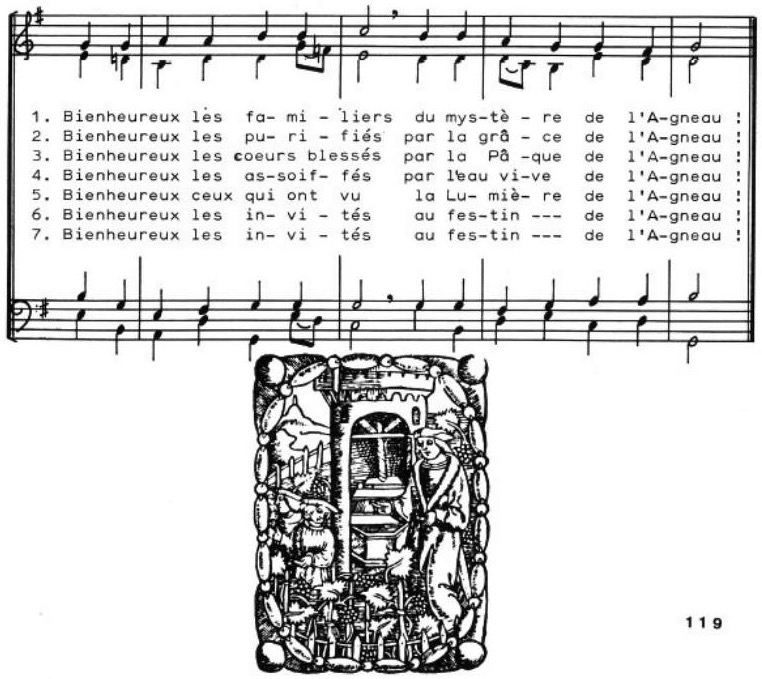 1. Bienheureux les fa- mi - liers du mys-tè - re de l'A-gneau !
2. Bienheureux les pu- ri - fiés par la grâ - ce de l'A-gneau !
3. Bienheureux les coeurs blessés par la Pâ -que de l'A-gneau !
4. Bienheureux les as-soif- fés par l'eau vi-ve de l'A-gneau !
5. Bienheureux ceux qui ont vu la Lu- miè- re de l'A-gneau !
6. Bienheureux les in- vi - tés au fes-tin --- de l'A-gneau !
7. Bienheureux les in- vi - tés au fes-tin --- de l'A-gneau !
119